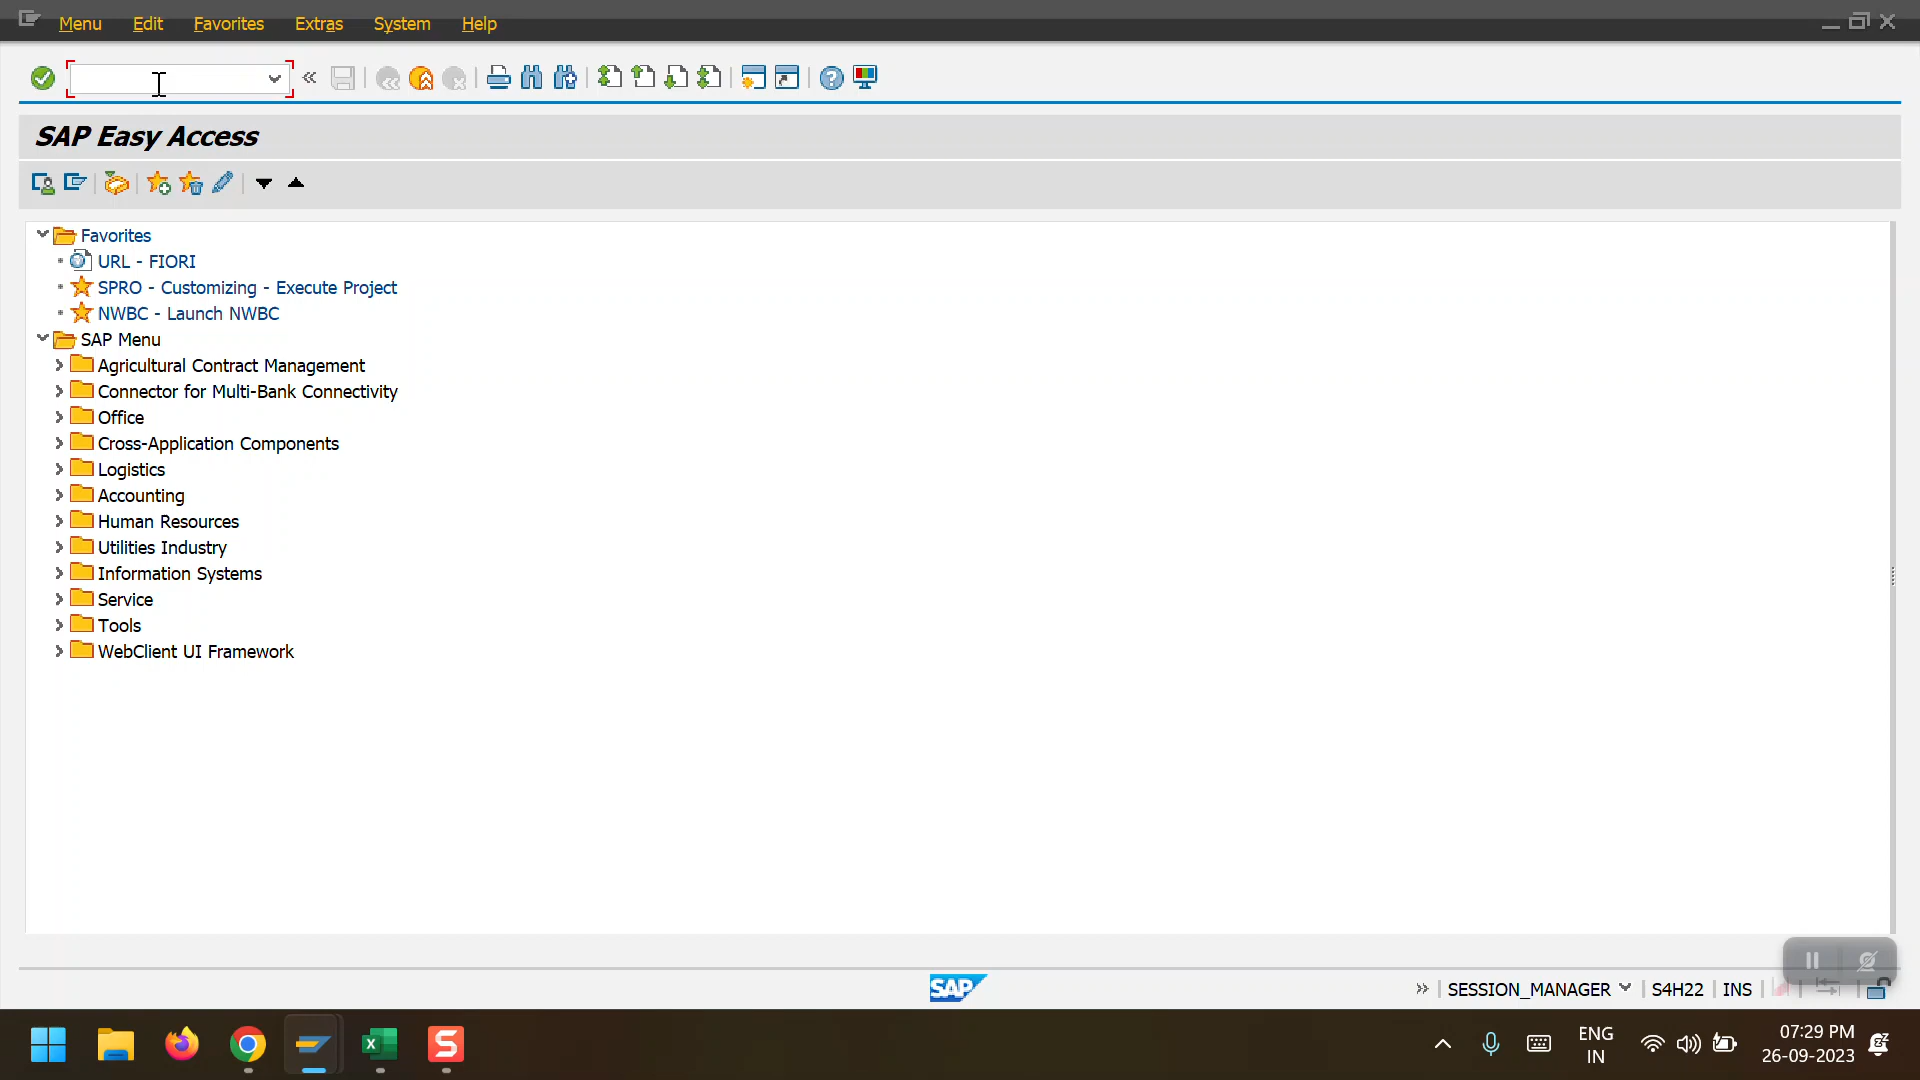 Menu Edit Favorites Extras System Help
SAP Easy Access
Favorites
URL - FIORI
SPRO - Customizing - Execute Project
NWBC - Launch NWBC
SAP Menu
Agricultural Contract Management
Connector for Multi-Bank Connectivity
Office
Cross-Application Components
Logistics
Accounting
Human Resources
Utilities Industry
Information Systems
Service
Tools
WebClient UI Framework
SAP
SESSION_MANAGER S4H22 INS
ENG
IN
07:29 PM
26-09-2023